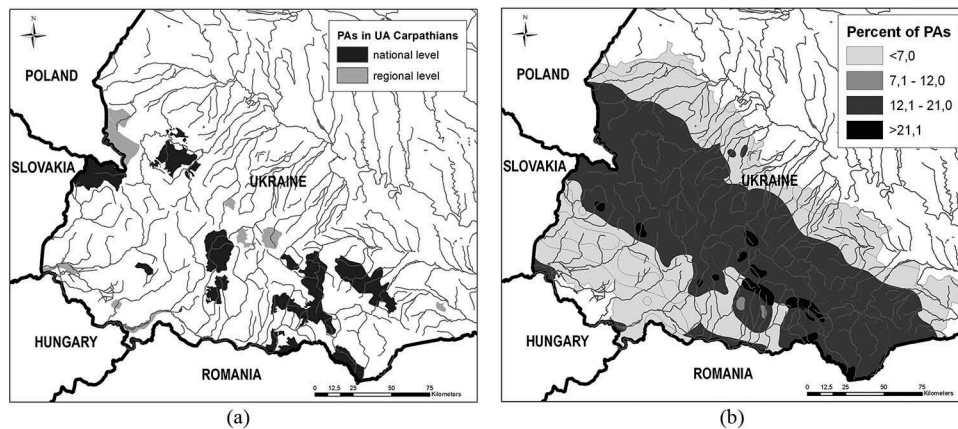 N
PAs in UA Carpathians
national level
regional level
POLAND
SLOVAKIA
UKRAINE
HUNGARY
ROMANIA
0 12,5 25 50 75
Kilometers
(a)
N
Percent of PAs
<7,0
7,1 - 12,0
12,1 - 21,0
>21,1
POLAND
SLOVAKIA
UKRAINE
HUNGARY
ROMANIA
0 12,5 25 50 75
Kilometers
(b)